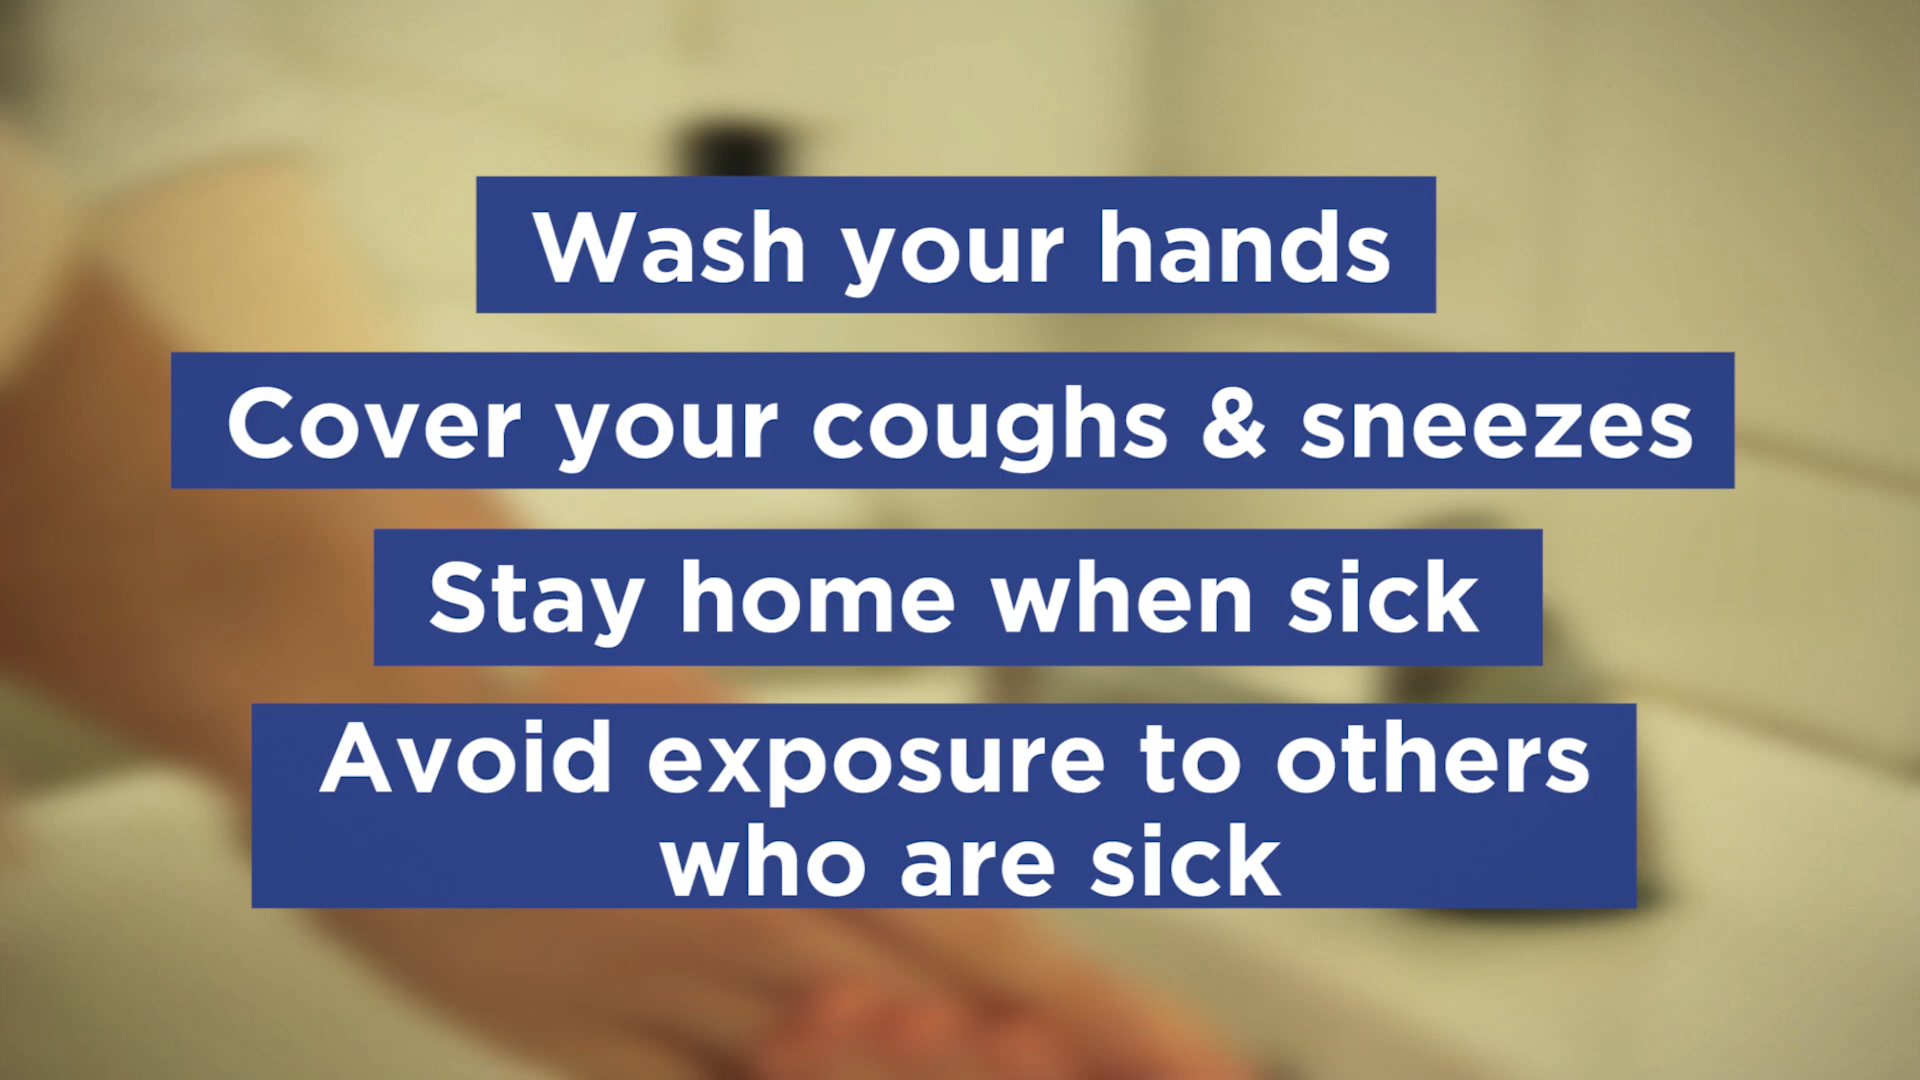 Wash your hands
Cover your coughs & sneezes
Stay home when sick
Avoid exposure to others
who are sick